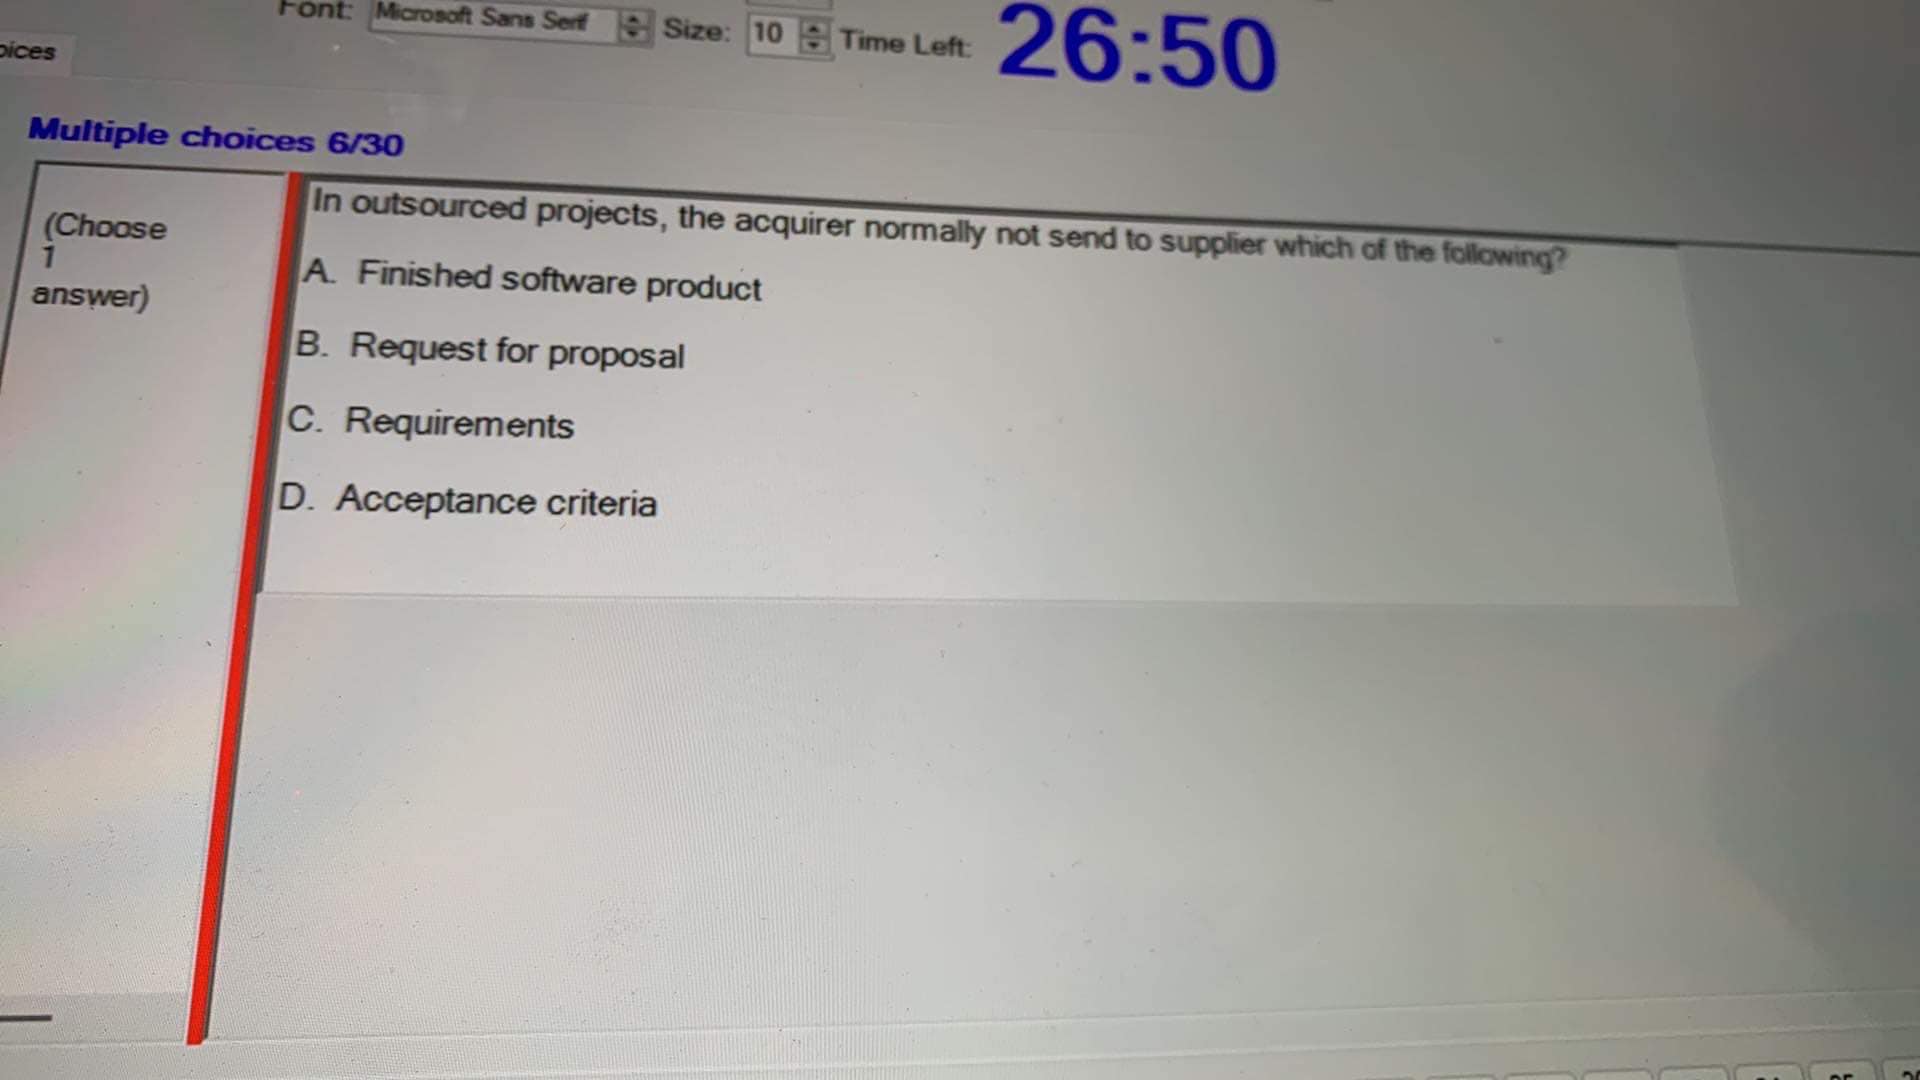 Font: Microsoft Sans Serif Size: 10 Time Left: 26:50
Multiple choices 6/30
(Choose
1
answer)
In outsourced projects, the acquirer normally not send to supplier which of the following?
A. Finished software product
B. Request for proposal
C. Requirements
D. Acceptance criteria